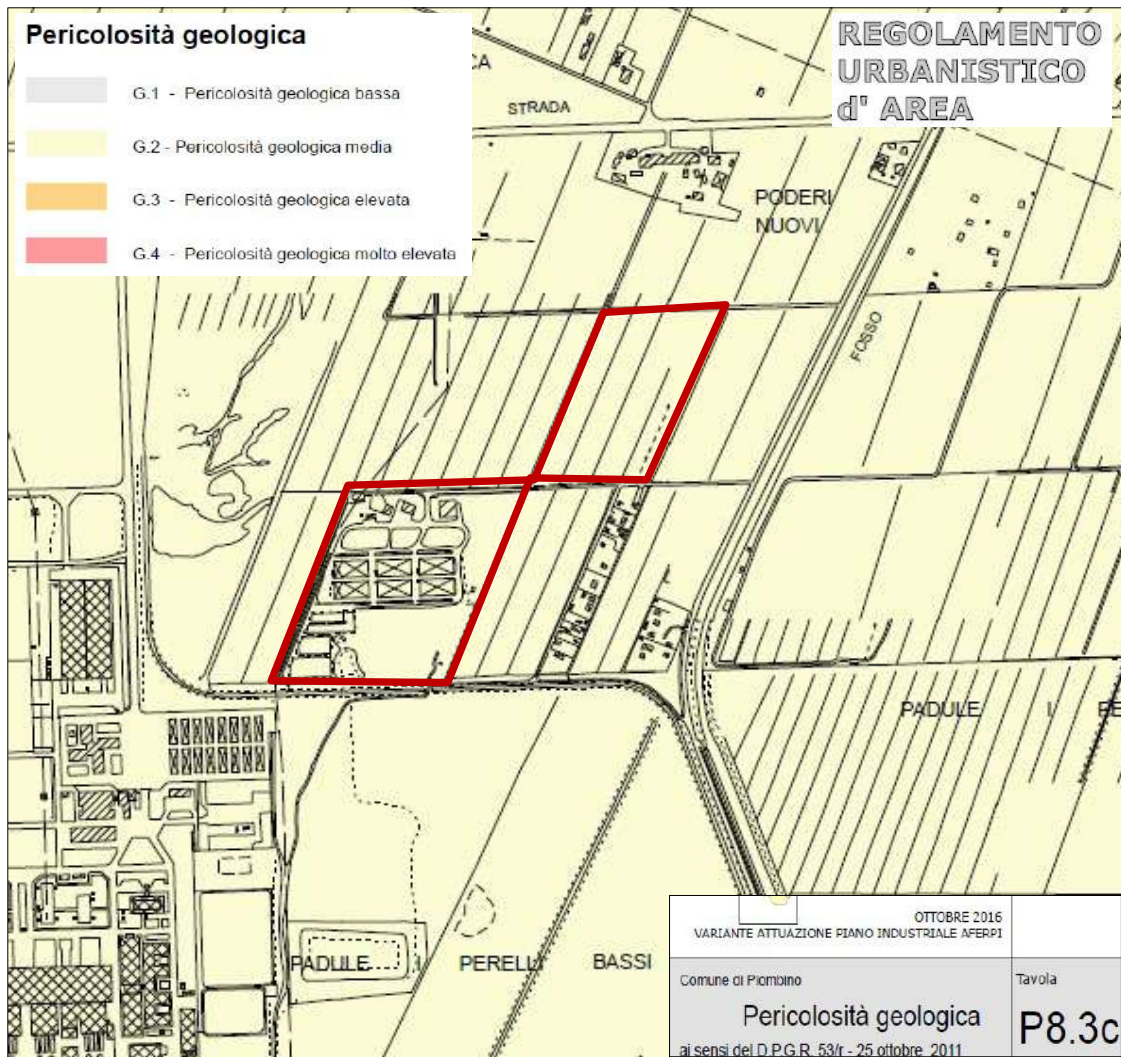 Pericolosità geologica
G.1 - Pericolosità geologica bassa
G.2 - Pericolosità geologica media
G.3 - Pericolosità geologica elevata
G.4 - Pericolosità geologica molto elevata
REGOLAMENTO
URBANISTICO
d' AREA
CA
STRADA
PODERI
NUOVI
FOSSO
PADULE I PE
PADULE I PERELLI BASSI
OTTOBRE 2016
VARIANTE ATTUAZIONE PIANO INDUSTRIALE AFERPI
Comune di Piombino
Pericolosità geologica
ai sensi del D.P.G.R. 53/r - 25 ottobre 2011
Tavola
P8.3c